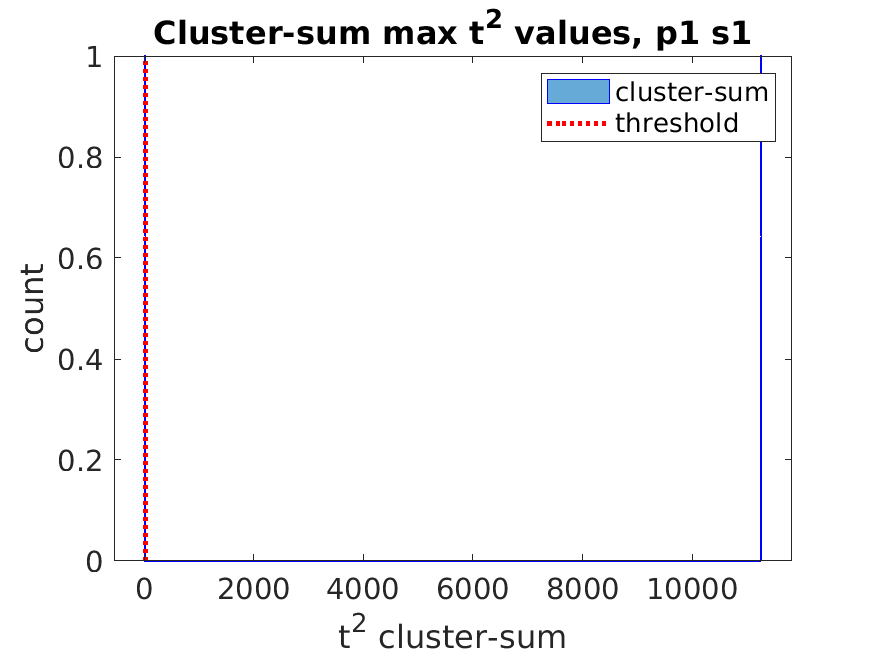 Cluster-sum max t² values, p1 s1
1
cluster-sum
threshold
0.8
0.6
count
0.4
0.2
0
0 2000 4000 6000 8000 10000
t² cluster-sum